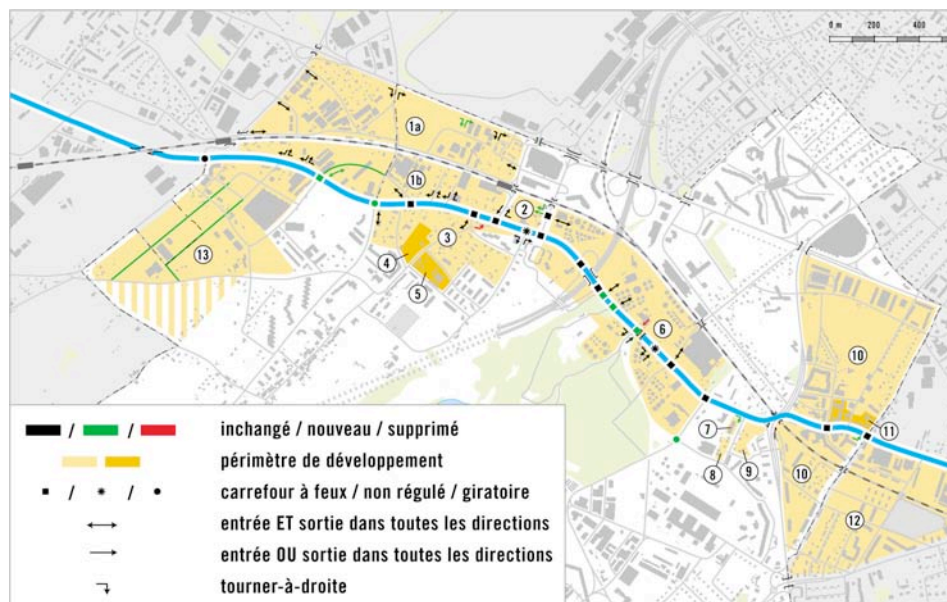 0 m 200 400
1a
1b
2
3
4
5
13
6
10
11
7
8
9
10
12
/ / inchangé / nouveau / supprimé
périmètre de développement
/ / carrefour à feux / non régulé / giratoire
entrée ET sortie dans toutes les directions
entrée OU sortie dans toutes les directions
tourner-à-droite